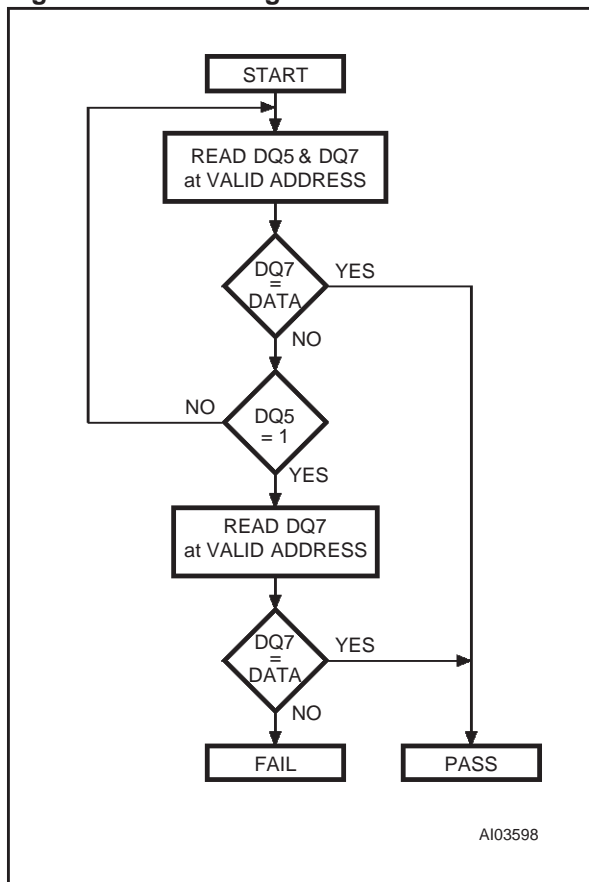 START
READ DQ5 & DQ7
at VALID ADDRESS
DQ7
=
DATA
YES
NO
DQ5
= 1
NO
YES
READ DQ7
at VALID ADDRESS
DQ7
=
DATA
YES
NO
FAIL
PASS
AI03598